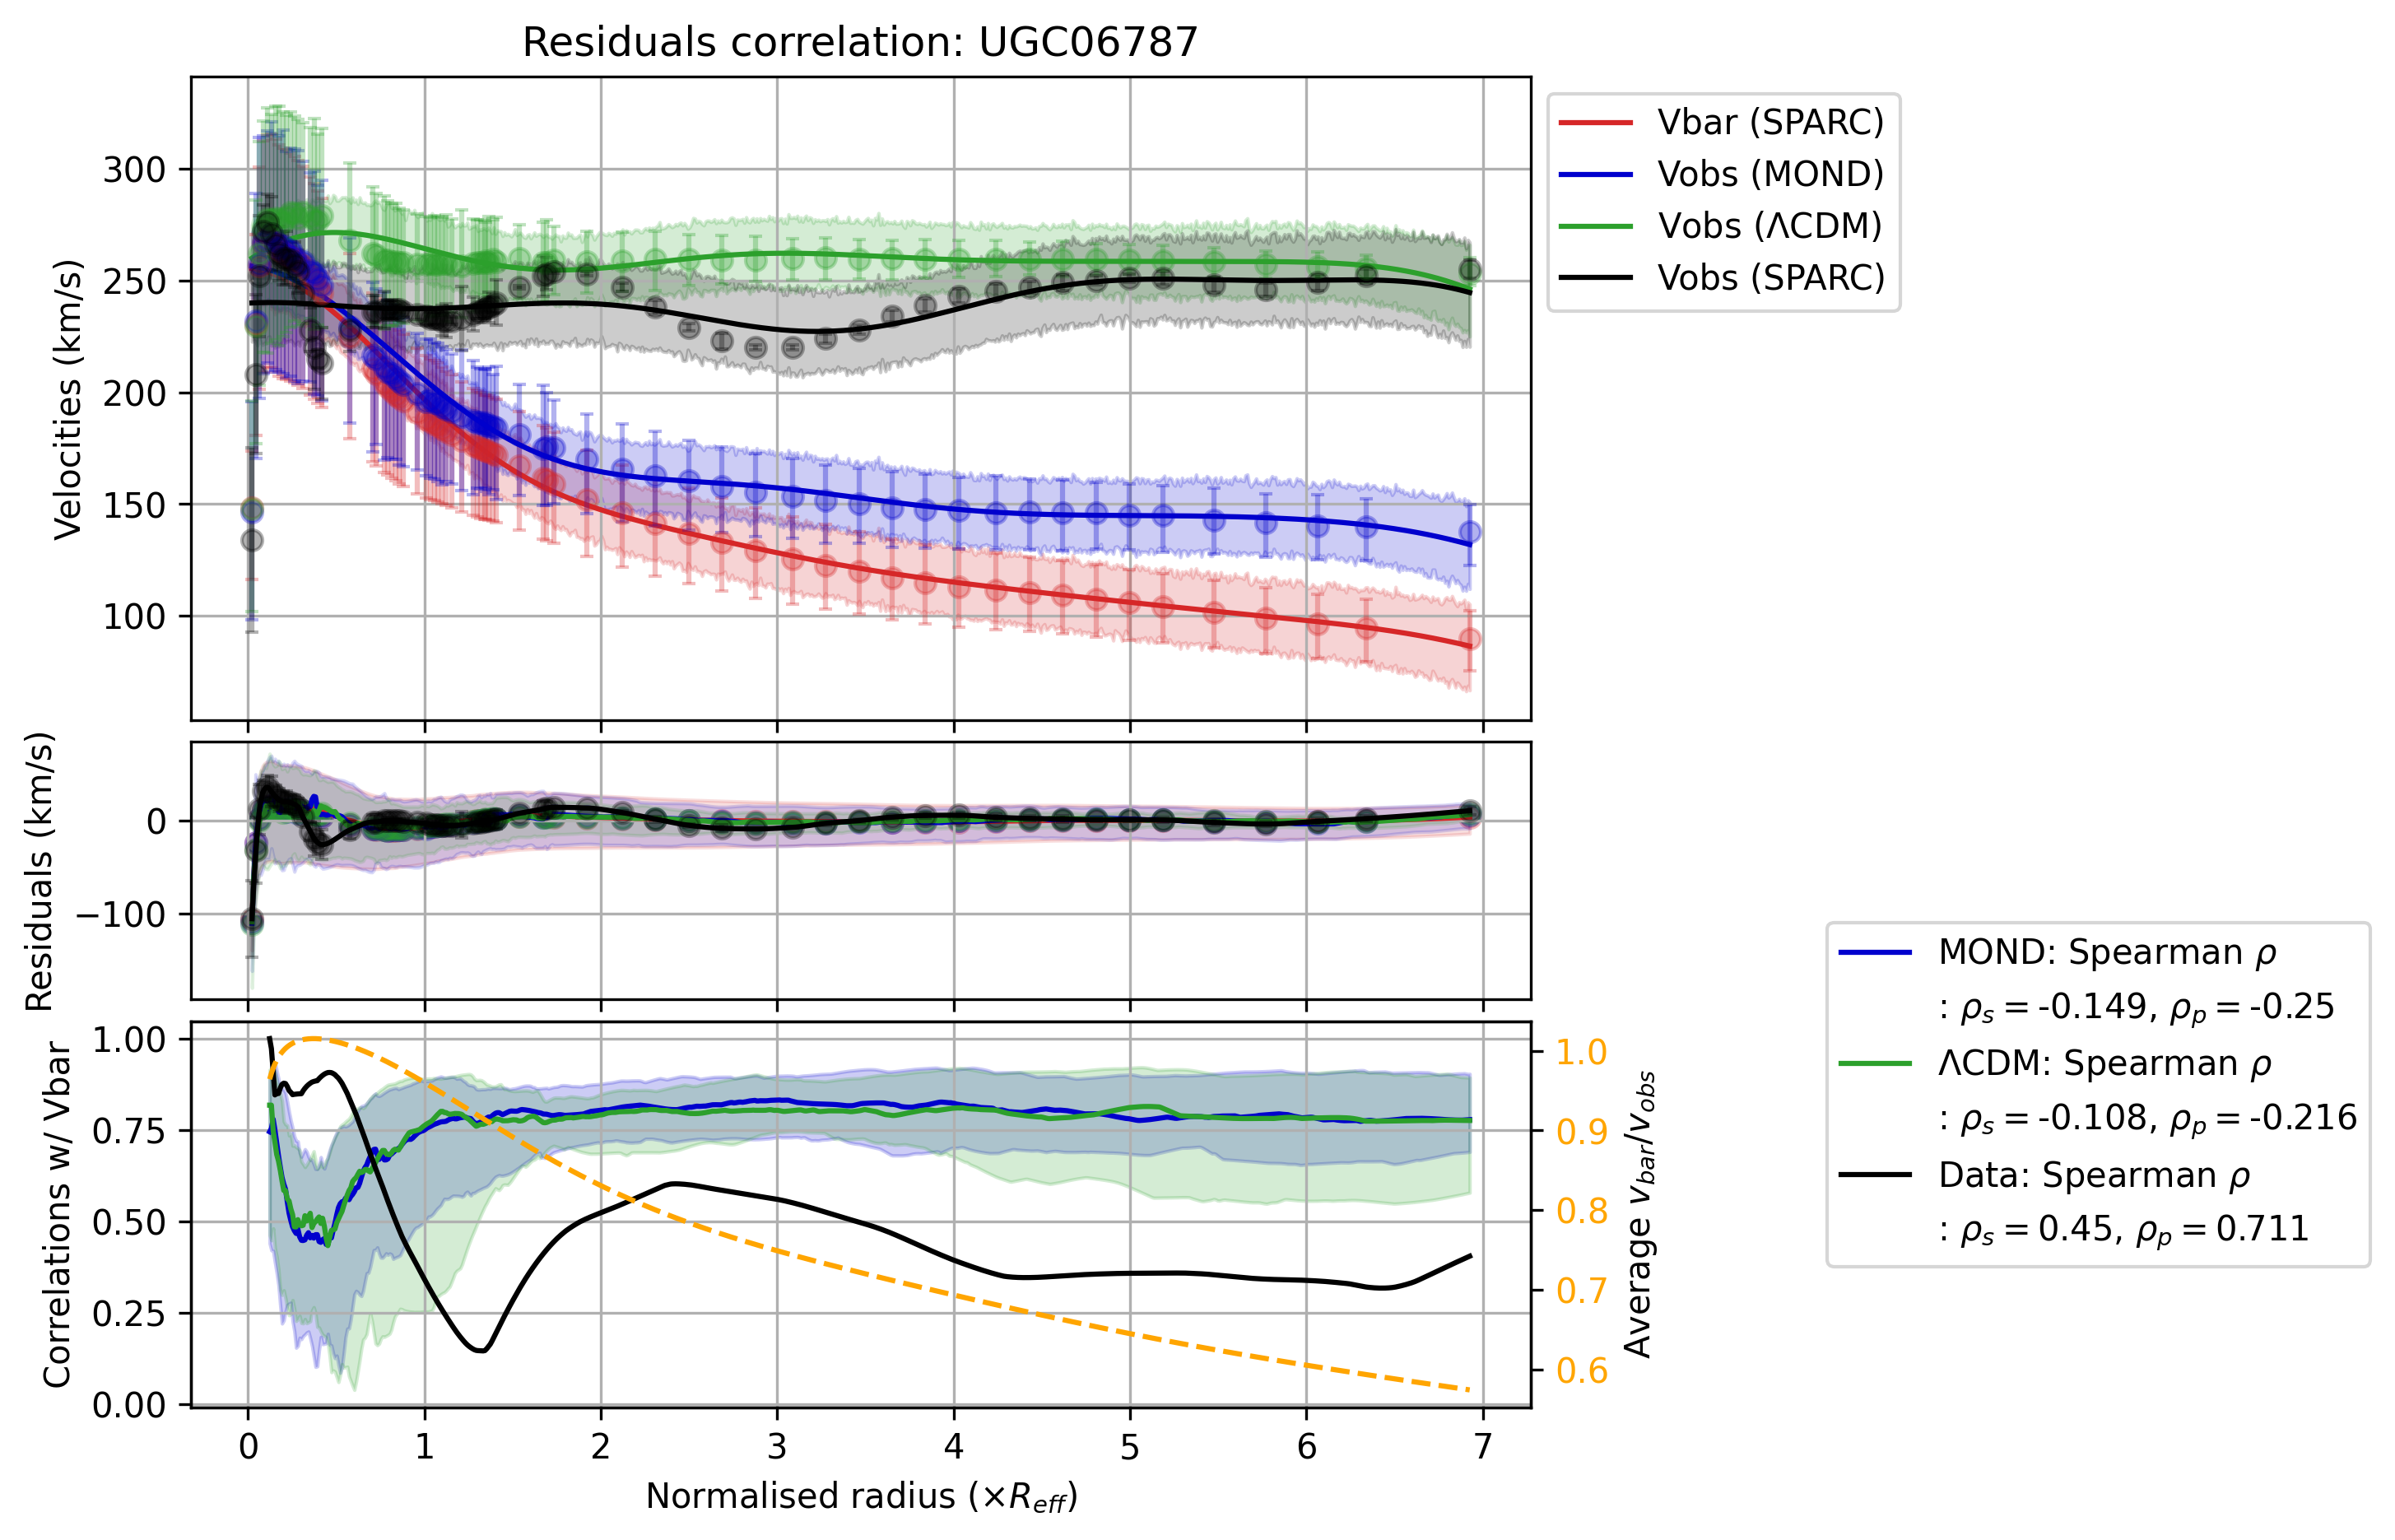 Residuals correlation: UGC06787
Velocities (km/s)
300
250
200
150
100
Vbar (SPARC)
Vobs (MOND)
Vobs (ΛCDM)
Vobs (SPARC)
Residuals (km/s)
0
−100
Correlations w/ Vbar
1.00
0.75
0.50
0.25
0.00
1.0
0.9
0.8
0.7
0.6
Average v_bar/v_obs
MOND: Spearman ρ
: ρ_s = -0.149, ρ_p = -0.25
ΛCDM: Spearman ρ
: ρ_s = -0.108, ρ_p = -0.216
Data: Spearman ρ
: ρ_s = 0.45, ρ_p = 0.711
0 1 2 3 4 5 6 7
Normalised radius (×R_eff)